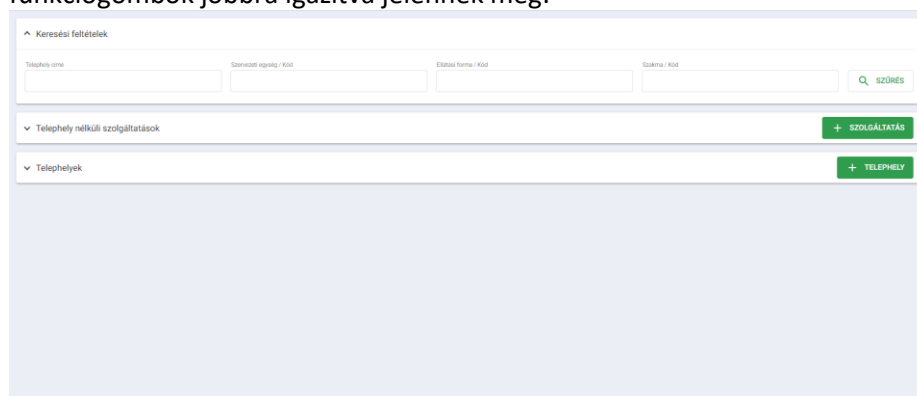 funkciógombok jobbra igazítva jelennek meg.
Keresési feltételek
Telephely címe
Szervezeti egység / Kód
Ellátási forma / Kód
Szakma / Kód
SZŰRÉS
Telephely nélküli szolgáltatások
+ SZOLGÁLTATÁS
Telephelyek
+ TELEPHELY